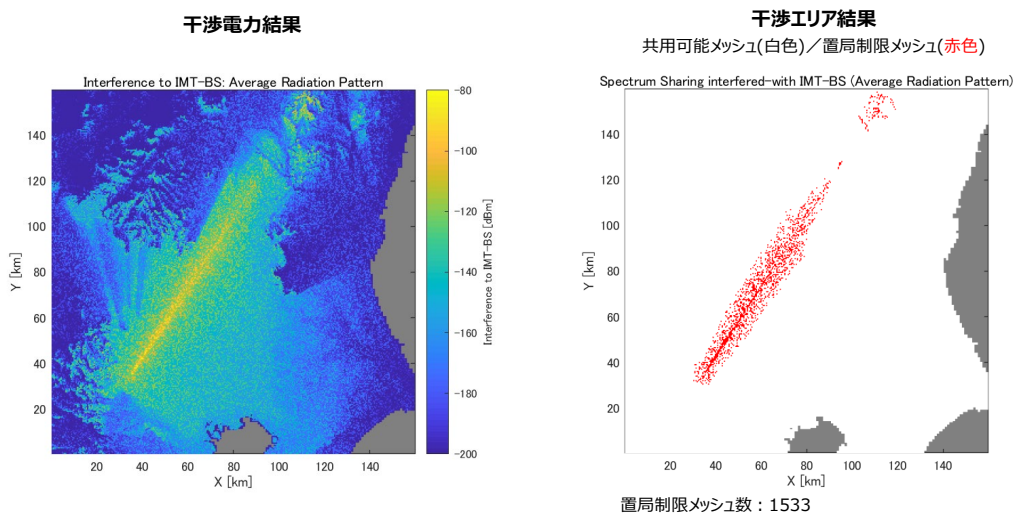 干渉電力結果
Interference to IMT-BS: Average Radiation Pattern
Y [km]
140
120
100
80
60
40
20
20 40 60 80 100 120 140
X [km]
-80
-100
-120
-140
-160
-180
-200
Interference to IMT-BS [dBm]
干渉エリア結果
共用可能メッシュ(白色)／置局制限メッシュ(赤色)
Spectrum Sharing interfered-with IMT-BS (Average Radiation Pattern)
Y [km]
140
120
100
80
60
40
20
20 40 60 80 100 120 140
X [km]
置局制限メッシュ数：1533